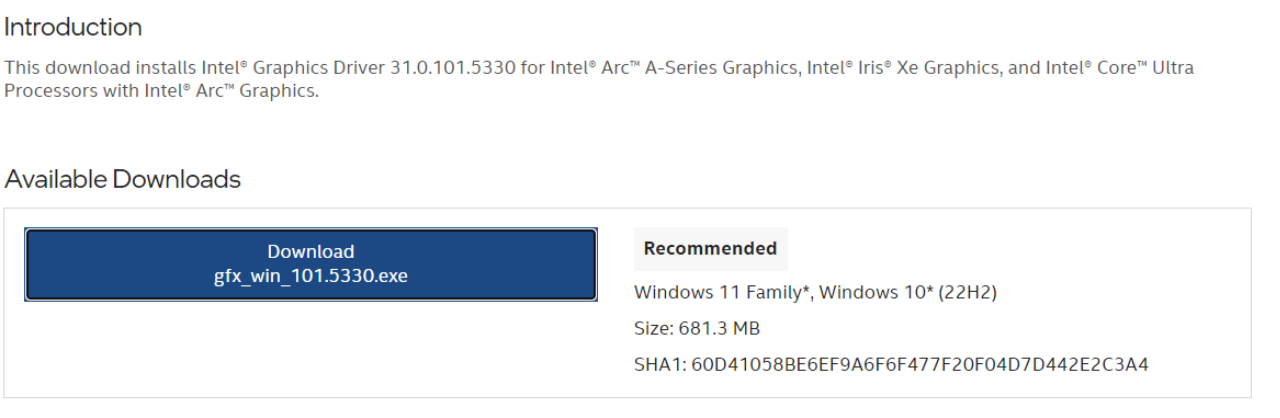 Introduction
This download installs Intel® Graphics Driver 31.0.101.5330 for Intel® Arc™ A-Series Graphics, Intel® Iris® Xe Graphics, and Intel® Core™ Ultra
Processors with Intel® Arc™ Graphics.
Available Downloads
Download
gfx_win_101.5330.exe
Recommended
Windows 11 Family*, Windows 10* (22H2)
Size: 681.3 MB
SHA1: 60D41058BE6EF9A6F6F477F20F04D7D442E2C3A4